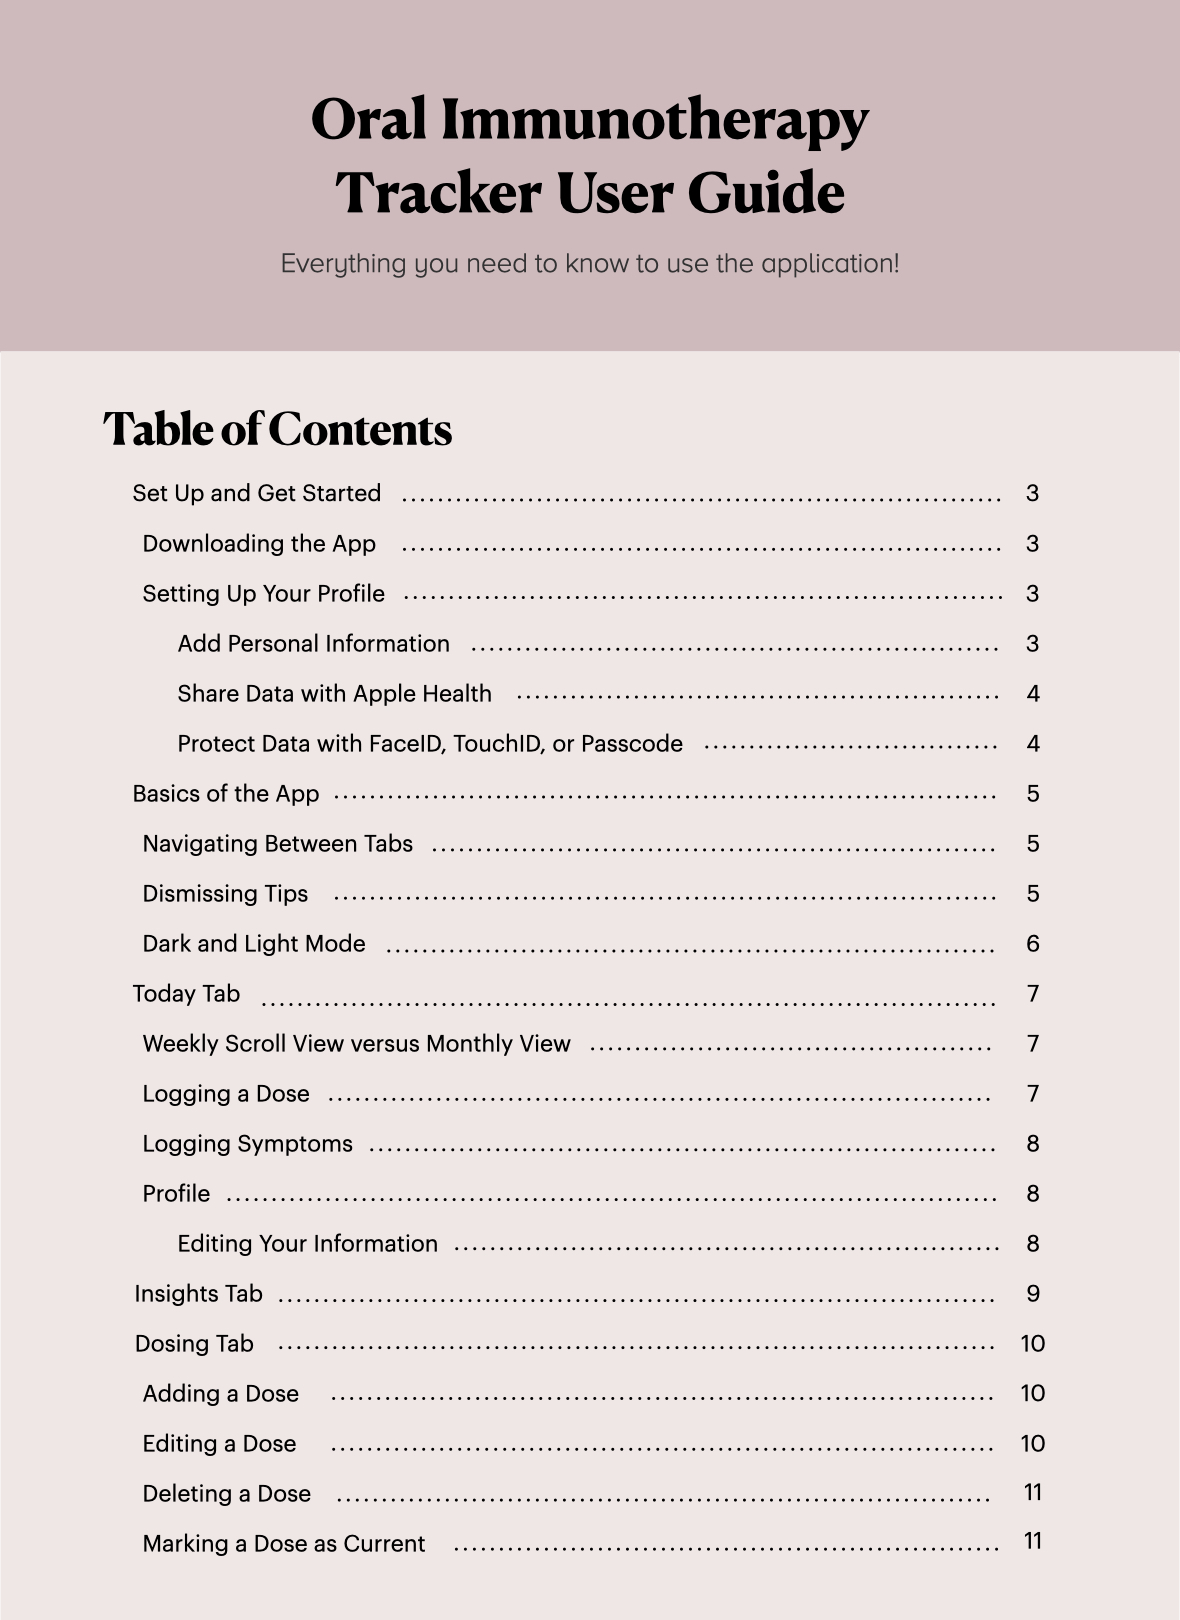 Oral Immunotherapy
Tracker User Guide
Everything you need to know to use the application!
Table of Contents
Set Up and Get Started ........................................................................ 3
Downloading the App ........................................................................ 3
Setting Up Your Profile ........................................................................ 3
Add Personal Information ............................................................... 3
Share Data with Apple Health .......................................................... 4
Protect Data with FaceID, TouchID, or Passcode ................................... 4
Basics of the App ................................................................................ 5
Navigating Between Tabs .................................................................... 5
Dismissing Tips ................................................................................ 5
Dark and Light Mode ......................................................................... 6
Today Tab ........................................................................................ 7
Weekly Scroll View versus Monthly View ................................................ 7
Logging a Dose ................................................................................ 7
Logging Symptoms ........................................................................... 8
Profile ............................................................................................ 8
Editing Your Information ................................................................. 8
Insights Tab ...................................................................................... 9
Dosing Tab ...................................................................................... 10
Adding a Dose ................................................................................ 10
Editing a Dose ................................................................................ 10
Deleting a Dose ............................................................................... 11
Marking a Dose as Current ................................................................. 11